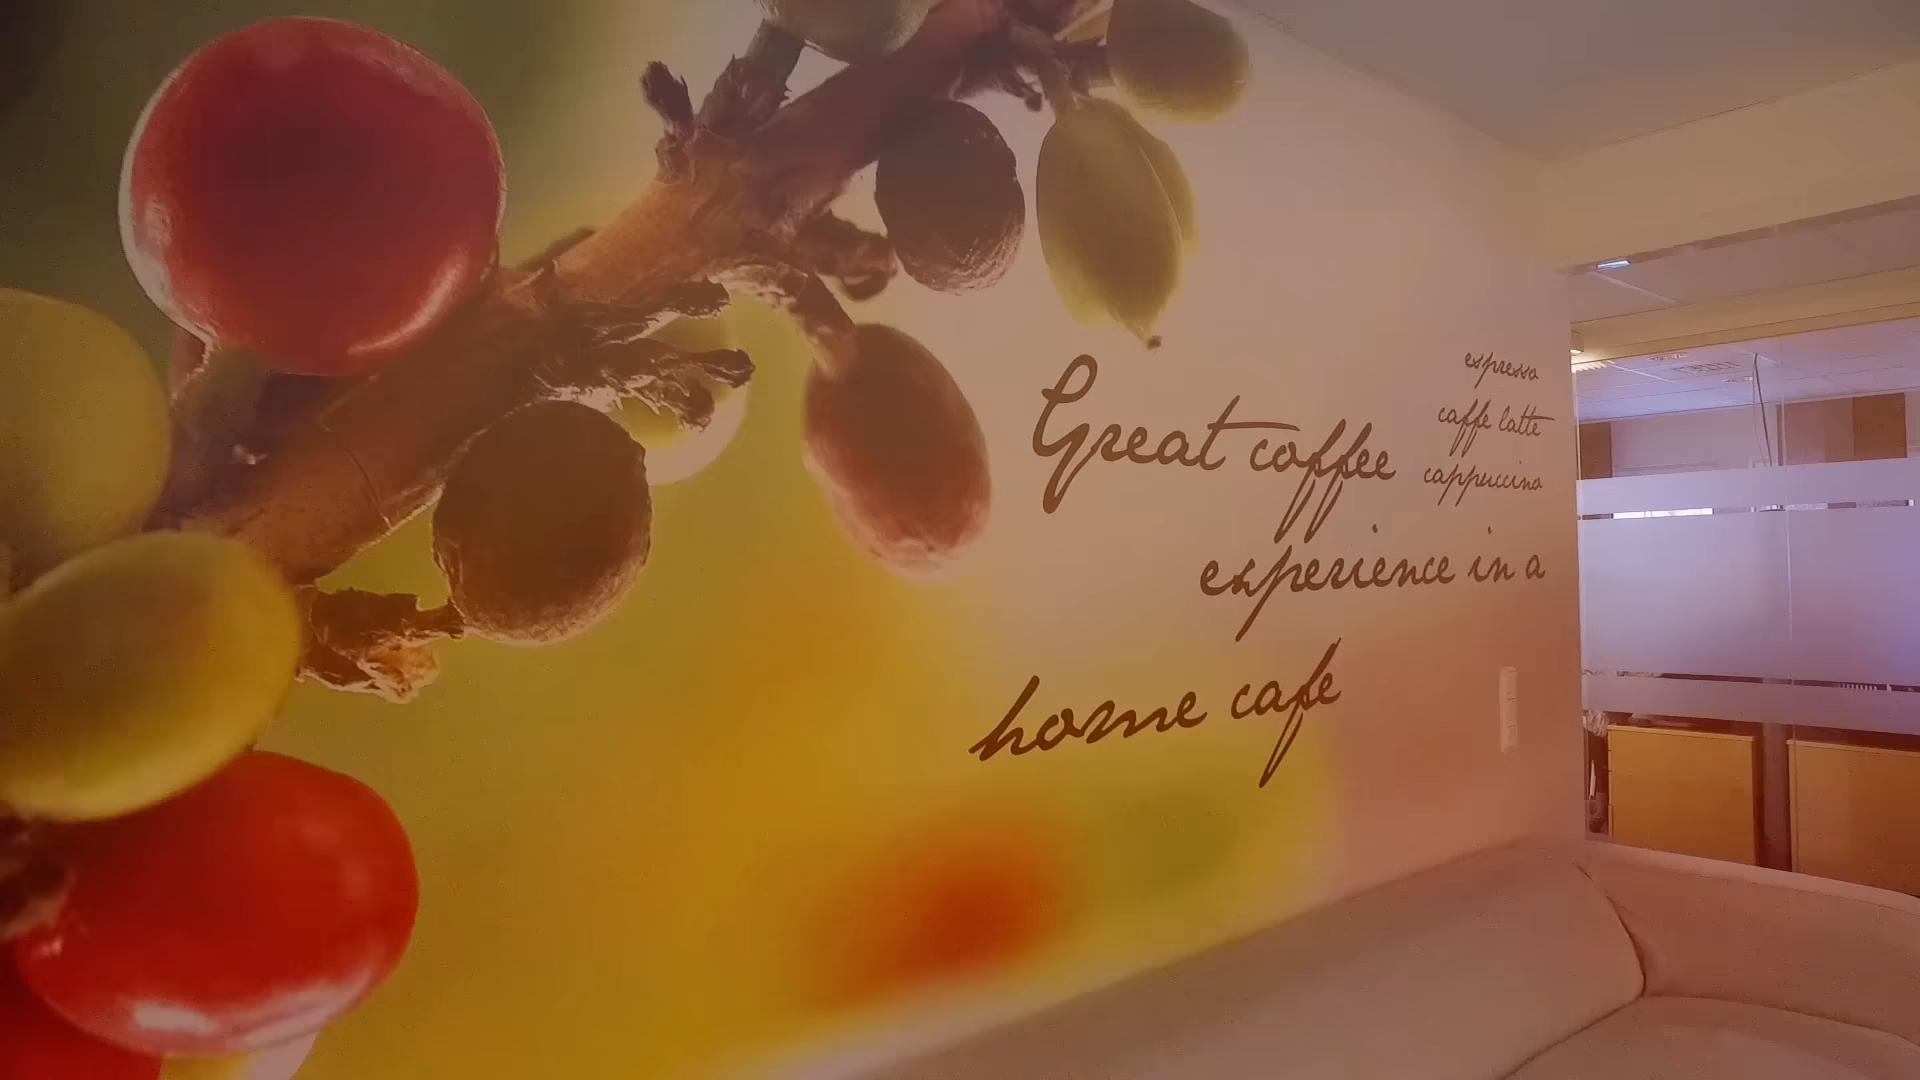 Great coffee
espresso
caffe latte
cappuccino
experience in a
home cafe